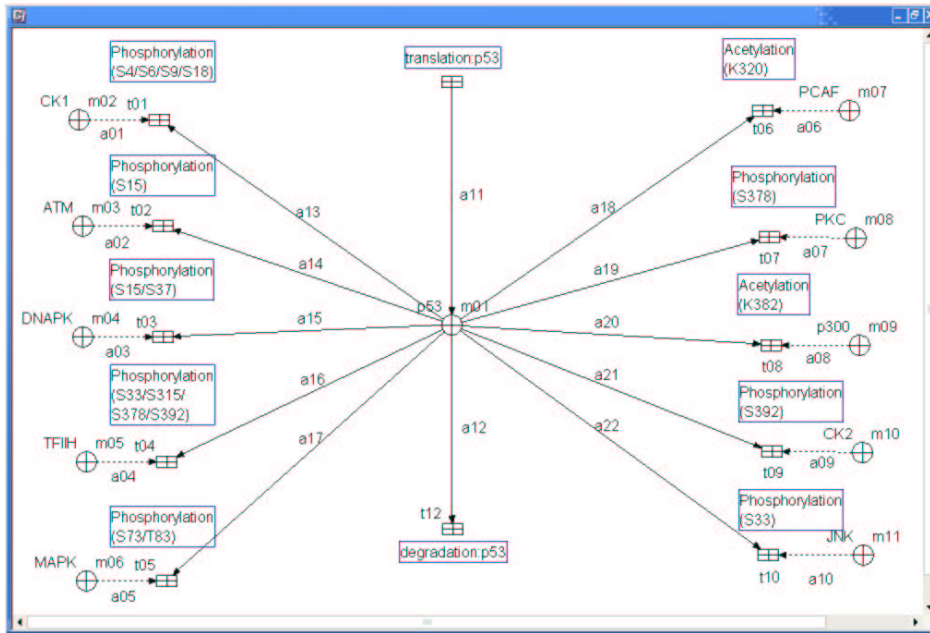 Phosphorylation
(S4/S6/S9/S18)
translation:p53
Acetylation
(K320)
CK1 m02 t01
a01
PCAF m07
t06 a06
Phosphorylation
(S15)
a11
a13
a18
Phosphorylation
(S378)
ATM m03 t02
a02
PKC m08
t07 a07
a14
a19
Phosphorylation
(S15/S37)
Acetylation
(K382)
p53 m01
DNAPK m04 t03
a03
a15
a20
p300 m09
t08 a08
Phosphorylation
(S33/S315/
S378/S392)
a16
a21
Phosphorylation
(S392)
a17
a12
a22
TFIIH m05 t04
a04
CK2 m10
t09 a09
Phosphorylation
(S73/T83)
t12
degradation:p53
Phosphorylation
(S33)
MAPK m06 t05
a05
JNK m11
t10 a10